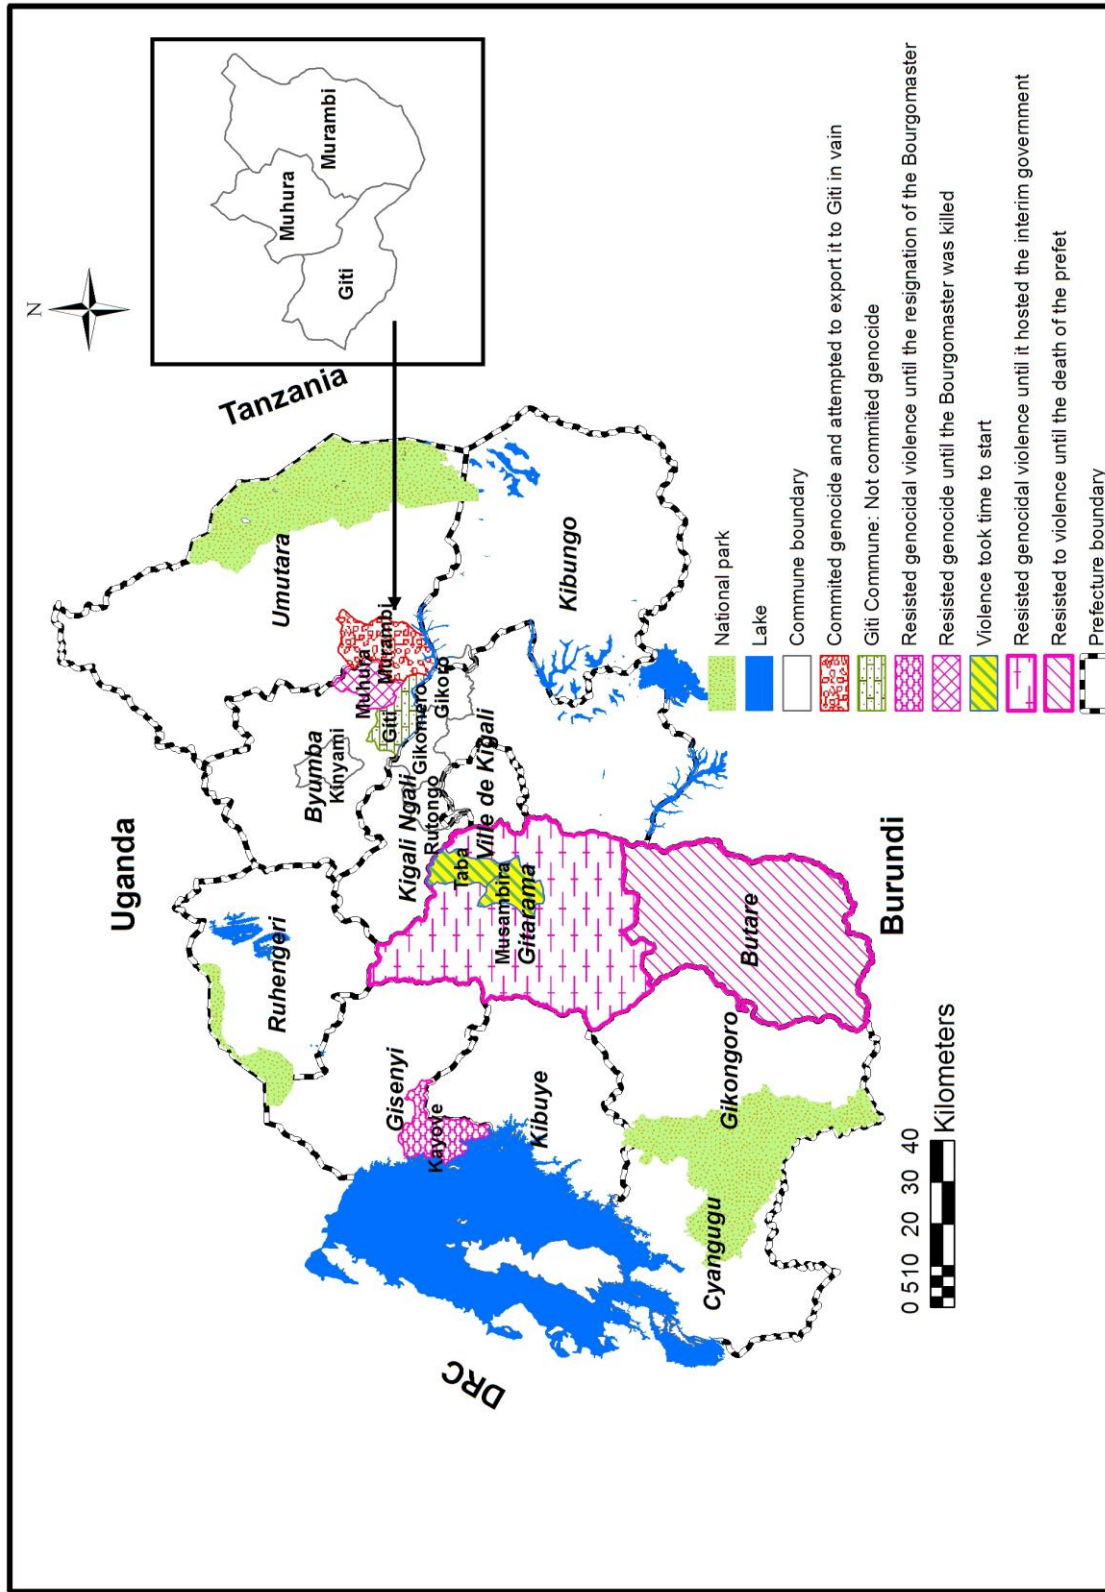 N
Uganda
Tanzania
DRC
Burundi
Muhura
Murambi
Giti
Umutara
Byumba
Kinyami
Ruhengeri
Muhura
Murambi
Giti
Gikomero
Gikoro
Kigali Ngali
Rutongo
Ville de Kigali
Kibungo
Gisenyi
Kayove
Kibuye
Taba
Musambira
Gitarama
Butare
Gikongoro
Cyangugu
0 5 10 20 30 40
Kilometers
National park
Lake
Commune boundary
Commited genocide and attempted to export it to Giti in vain
Giti Commune: Not commited genocide
Resisted genocidal violence until the resignation of the Bourgomaster
Resisted genocide until the Bourgomaster was killed
Violence took time to start
Resisted genocidal violence until it hosted the interim government
Resisted to violence until the death of the prefet
Prefecture boundary